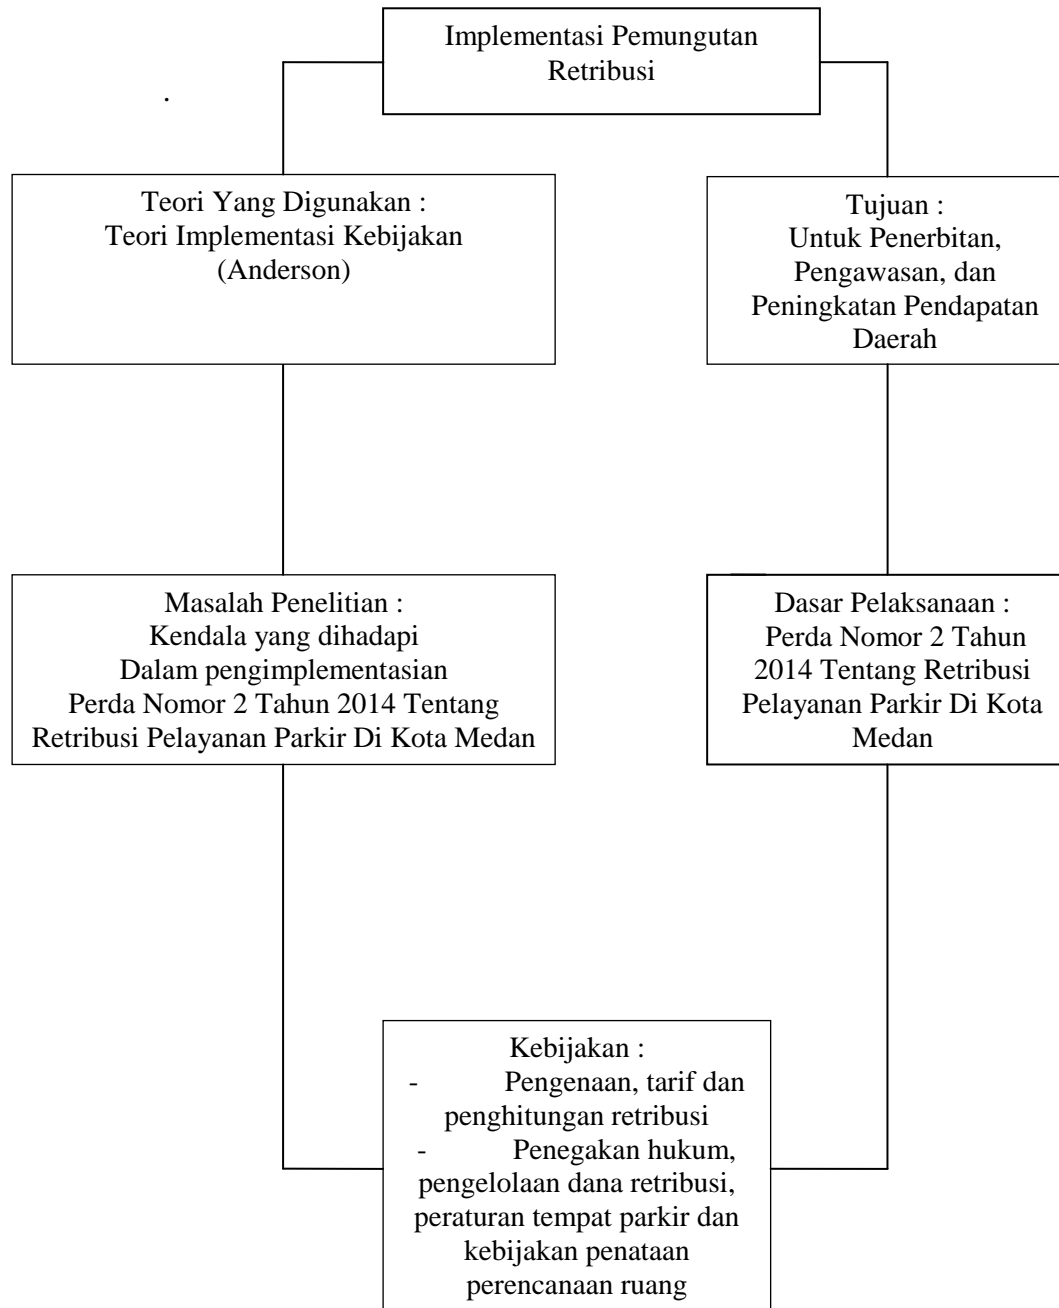 Implementasi Pemungutan
Retribusi
.
Teori Yang Digunakan :
Teori Implementasi Kebijakan
(Anderson)
Tujuan :
Untuk Penerbitan,
Pengawasan, dan
Peningkatan Pendapatan
Daerah
Masalah Penelitian :
Kendala yang dihadapi
Dalam pengimplementasian
Perda Nomor 2 Tahun 2014 Tentang
Retribusi Pelayanan Parkir Di Kota Medan
Dasar Pelaksanaan :
Perda Nomor 2 Tahun
2014 Tentang Retribusi
Pelayanan Parkir Di Kota
Medan
Kebijakan :
- Pengenaan, tarif dan
penghitungan retribusi
- Penegakan hukum,
pengelolaan dana retribusi,
peraturan tempat parkir dan
kebijakan penataan
perencanaan ruang